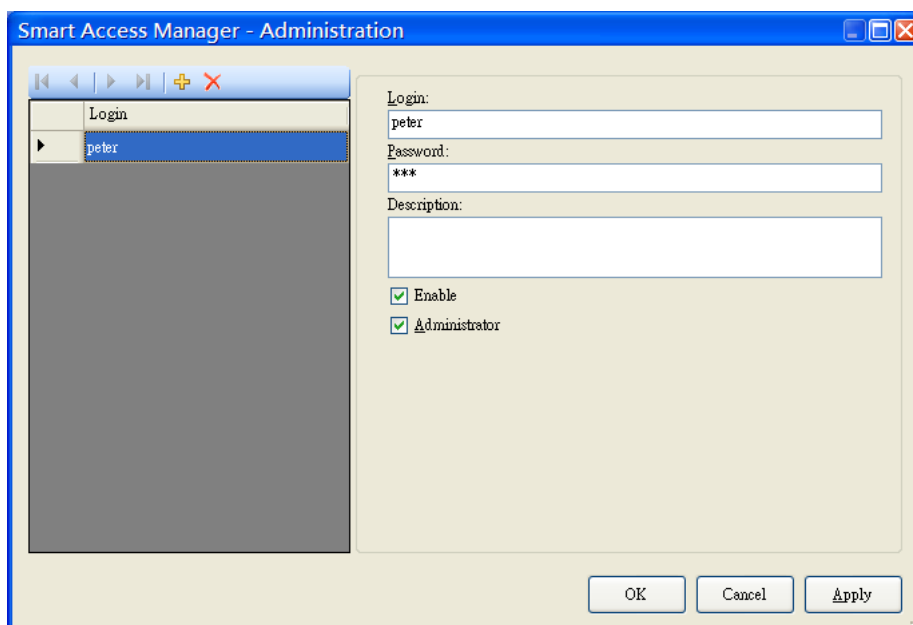 Smart Access Manager - Administration
Login
peter
Login:
peter
Password:
***
Description:
Enable
Administrator
OK
Cancel
Apply